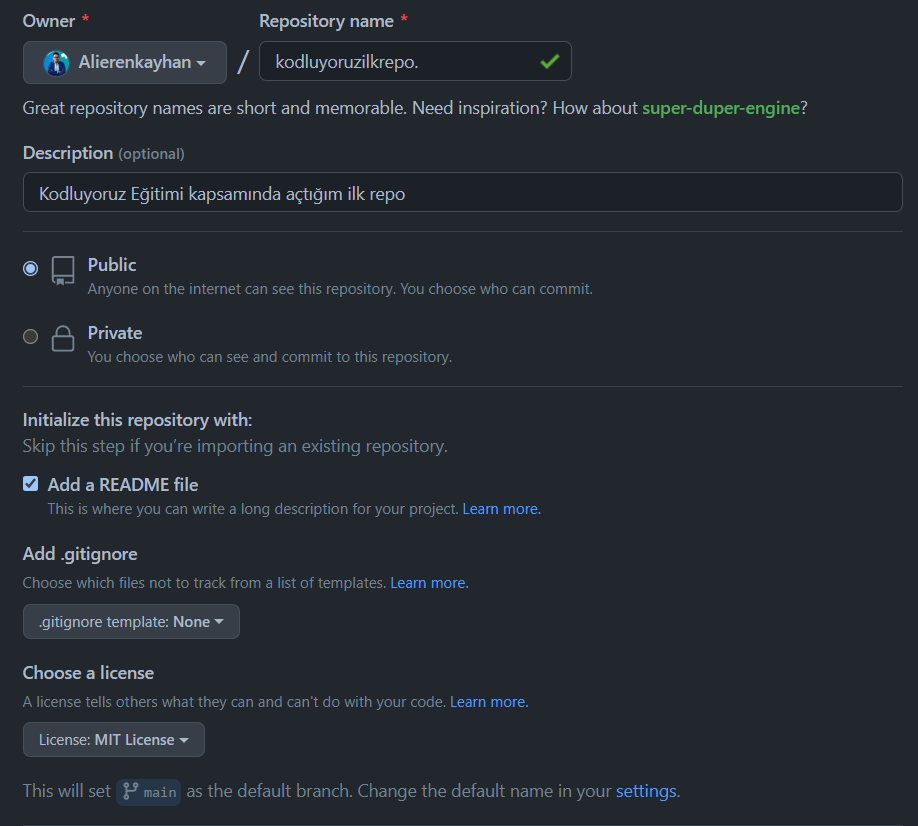 Owner * Repository name *
Alierenkayhan / kodluyoruzilkrepo.
Great repository names are short and memorable. Need inspiration? How about super-duper-engine?
Description (optional)
Kodluyoruz Eğitimi kapsamında açtığım ilk repo
Public
Anyone on the internet can see this repository. You choose who can commit.
Private
You choose who can see and commit to this repository.
Initialize this repository with:
Skip this step if you’re importing an existing repository.
Add a README file
This is where you can write a long description for your project. Learn more.
Add .gitignore
Choose which files not to track from a list of templates. Learn more.
.gitignore template: None
Choose a license
A license tells others what they can and can't do with your code. Learn more.
License: MIT License
This will set main as the default branch. Change the default name in your settings.